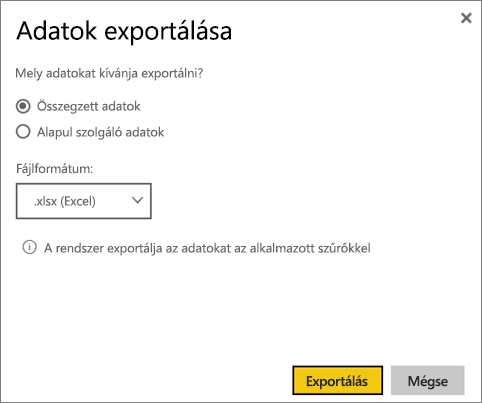 Adatok exportálása
Mely adatokat kívánja exportálni?
Összegzett adatok
Alapul szolgáló adatok
Fájlformátum:
.xlsx (Excel)
A rendszer exportálja az adatokat az alkalmazott szűrőkkel
Exportálás Mégse